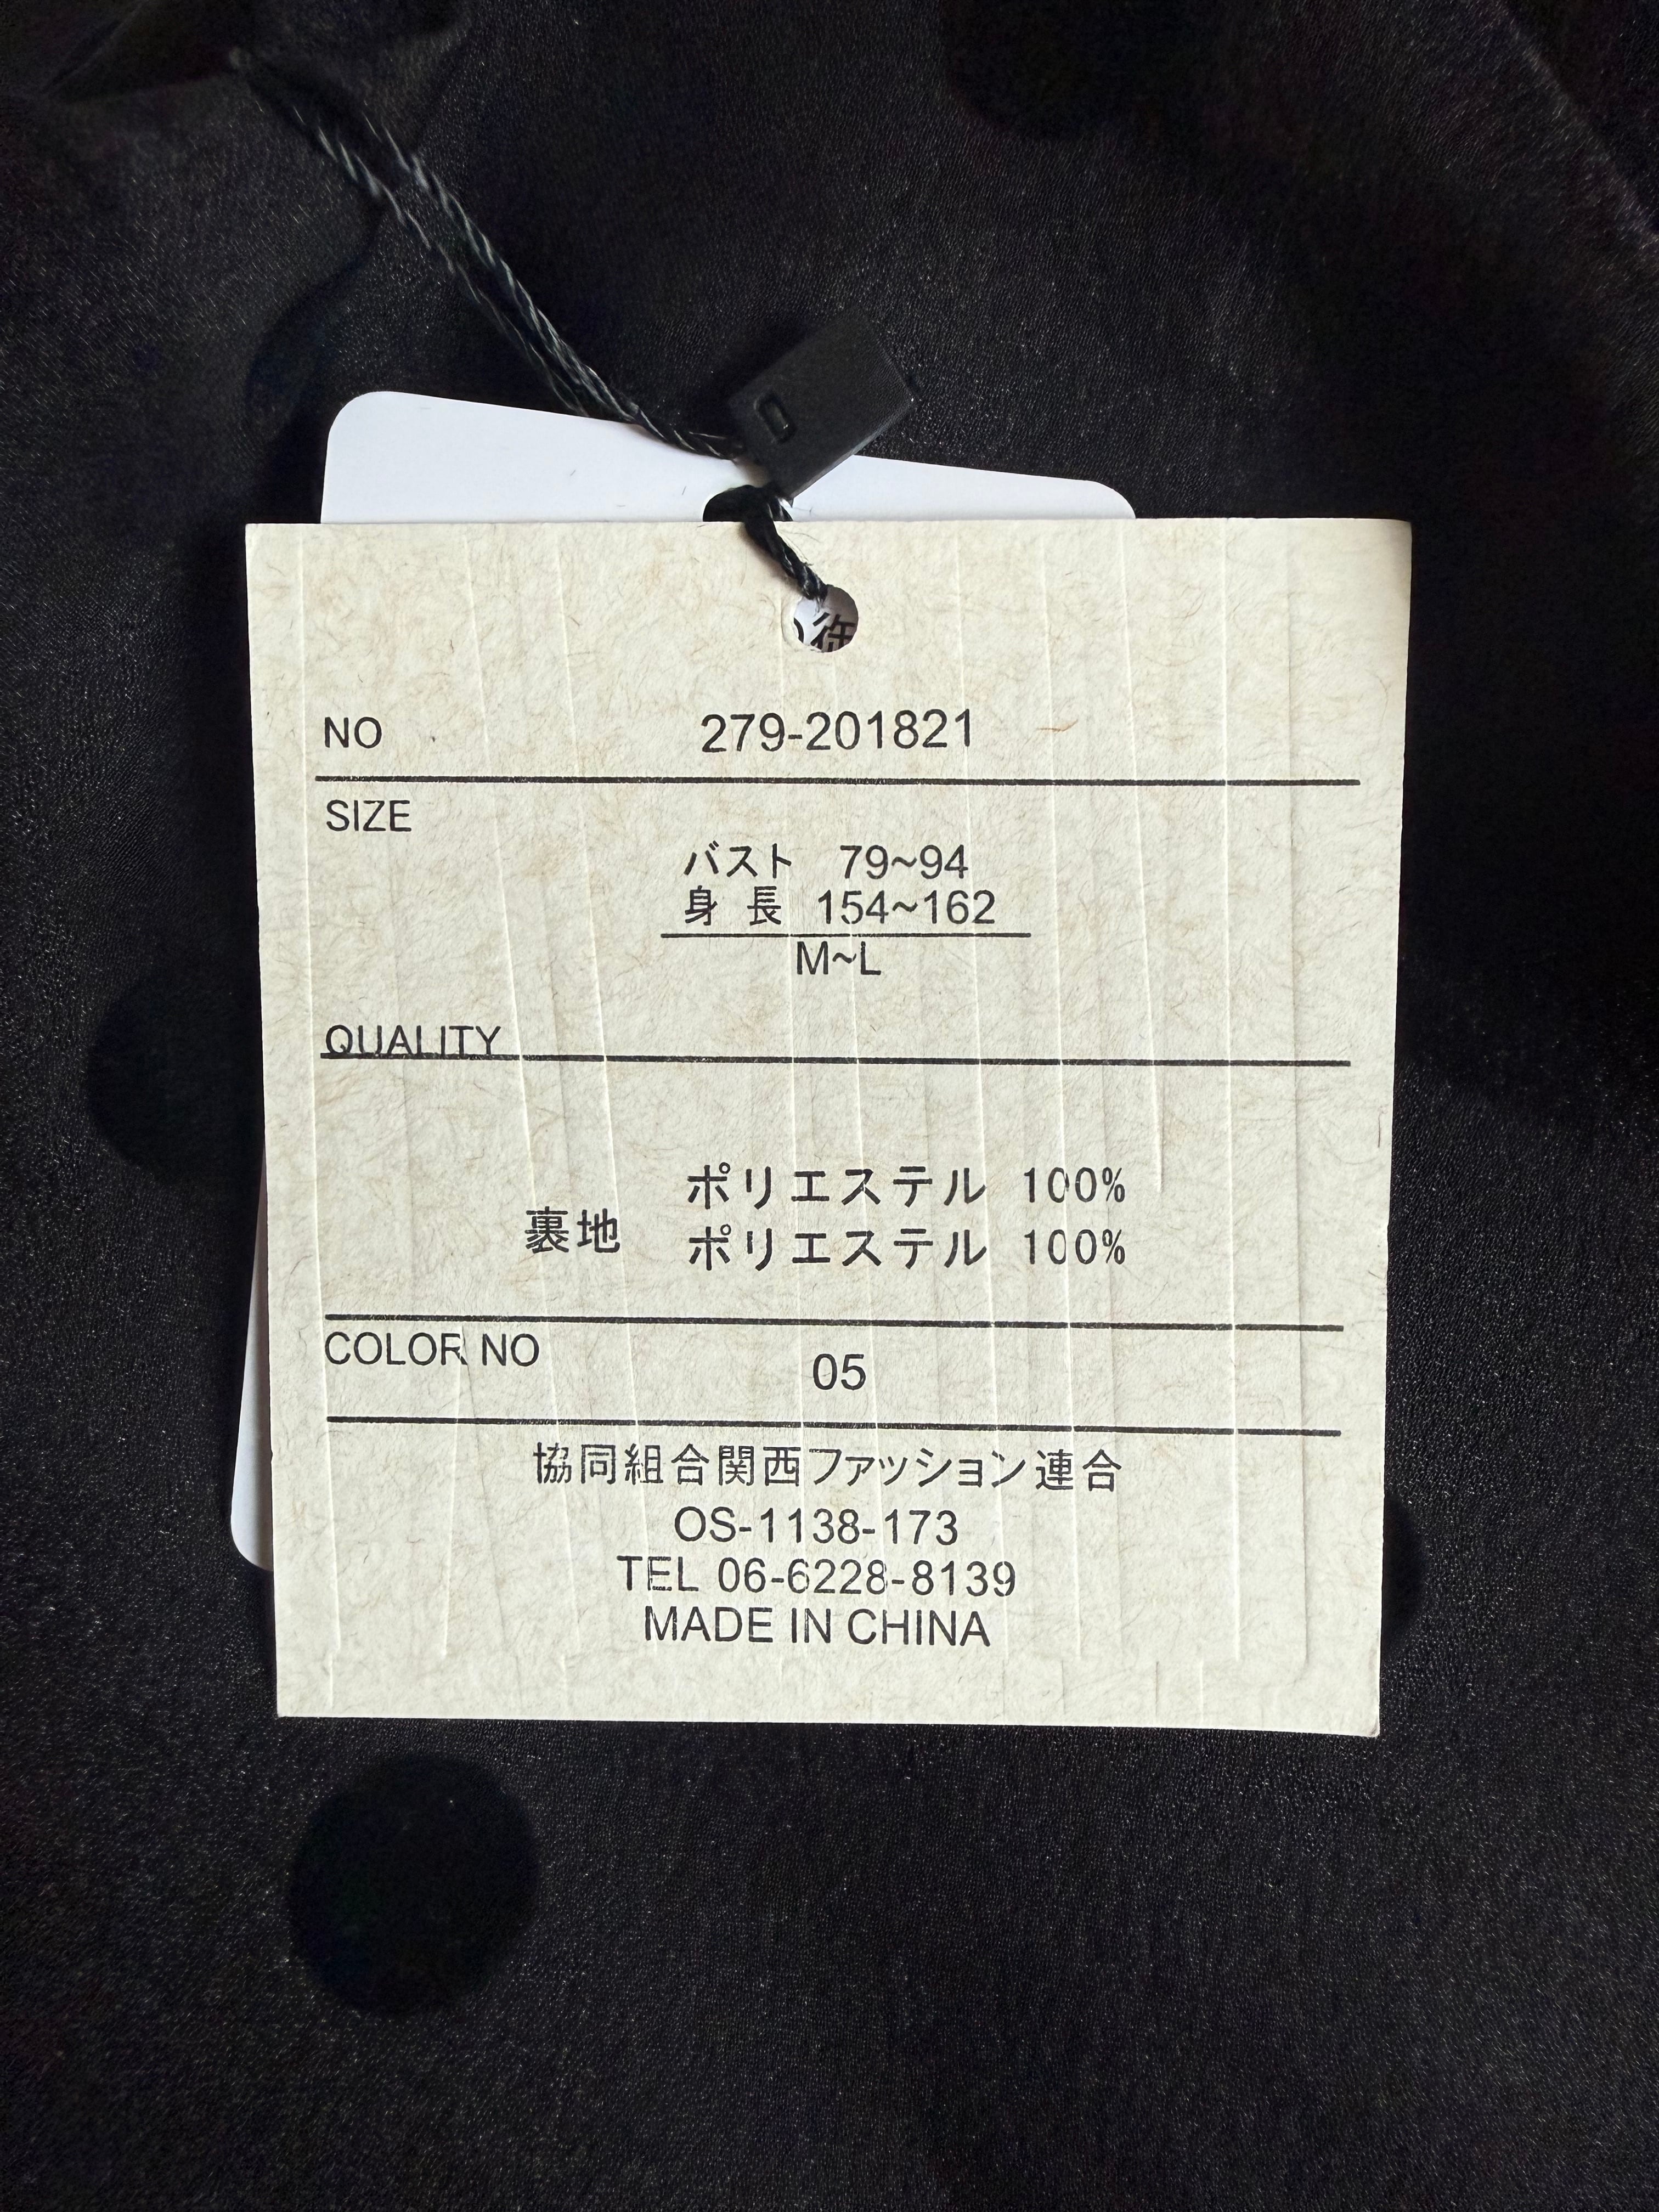 NO 279-201821
SIZE
バスト 79~94
身長 154~162
M~L
QUALITY
ポリエステル 100%
裏地 ポリエステル 100%
COLOR NO 05
協同組合関西ファッション連合
OS-1138-173
TEL 06-6228-8139
MADE IN CHINA